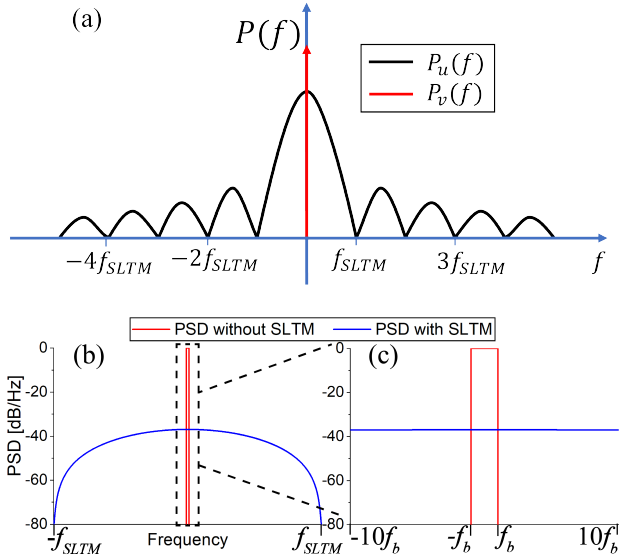 (a)
P(f)
P_u(f)
P_v(f)
−4f_SLTM −2f_SLTM f_SLTM 3f_SLTM f
PSD without SLTM PSD with SLTM
(b) (c)
PSD [dB/Hz]
0 0
-20 -20
-40 -40
-60 -60
-80 -80
-f_SLTM Frequency f_SLTM -10f_b -f_b f_b 10f_b